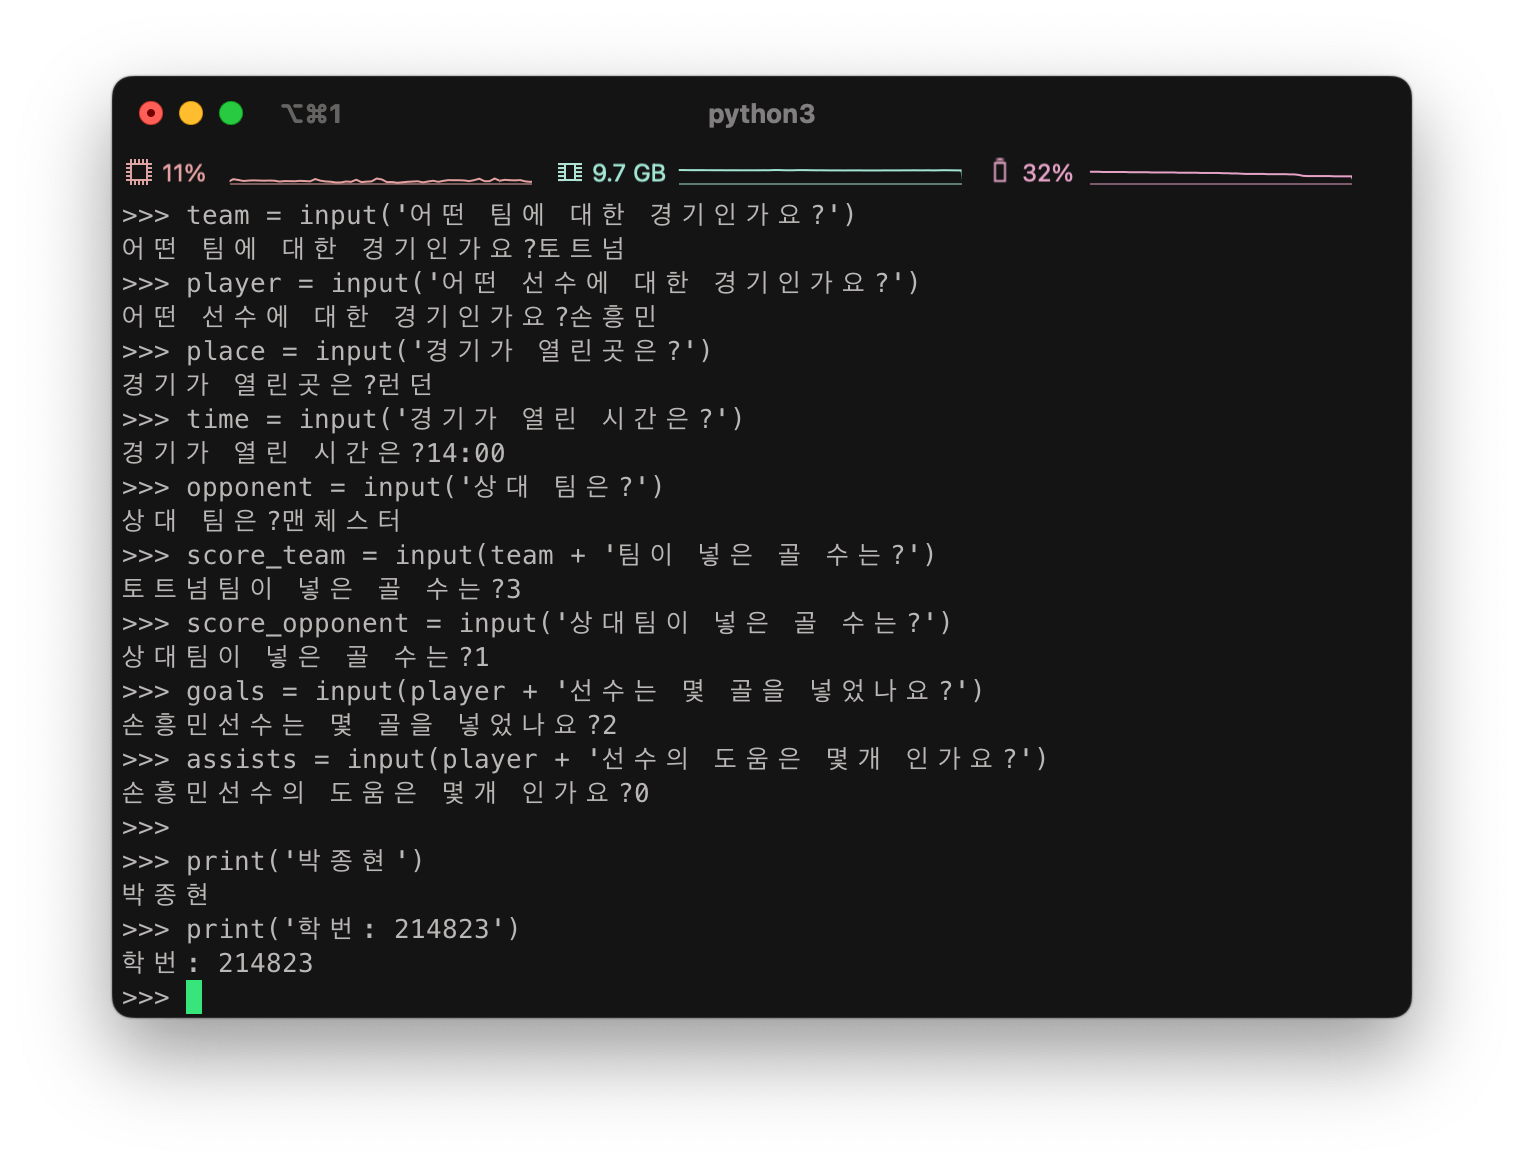 ⌥⌘1
python3
11%
9.7 GB
32%
>>> team = input('어떤 팀에 대한 경기인가요?')
어떤 팀에 대한 경기인가요?토트넘
>>> player = input('어떤 선수에 대한 경기인가요?')
어떤 선수에 대한 경기인가요?손흥민
>>> place = input('경기가 열린곳은?')
경기가 열린곳은?런던
>>> time = input('경기가 열린 시간은?')
경기가 열린 시간은?14:00
>>> opponent = input('상대 팀은?')
상대 팀은?맨체스터
>>> score_team = input(team + '팀이 넣은 골 수는?')
토트넘팀이 넣은 골 수는?3
>>> score_opponent = input('상대팀이 넣은 골 수는?')
상대팀이 넣은 골 수는?1
>>> goals = input(player + '선수는 몇 골을 넣었나요?')
손흥민선수는 몇 골을 넣었나요?2
>>> assists = input(player + '선수의 도움은 몇개 인가요?')
손흥민선수의 도움은 몇개 인가요?0
>>>
>>> print('박종현')
박종현
>>> print('학번: 214823')
학번: 214823
>>>